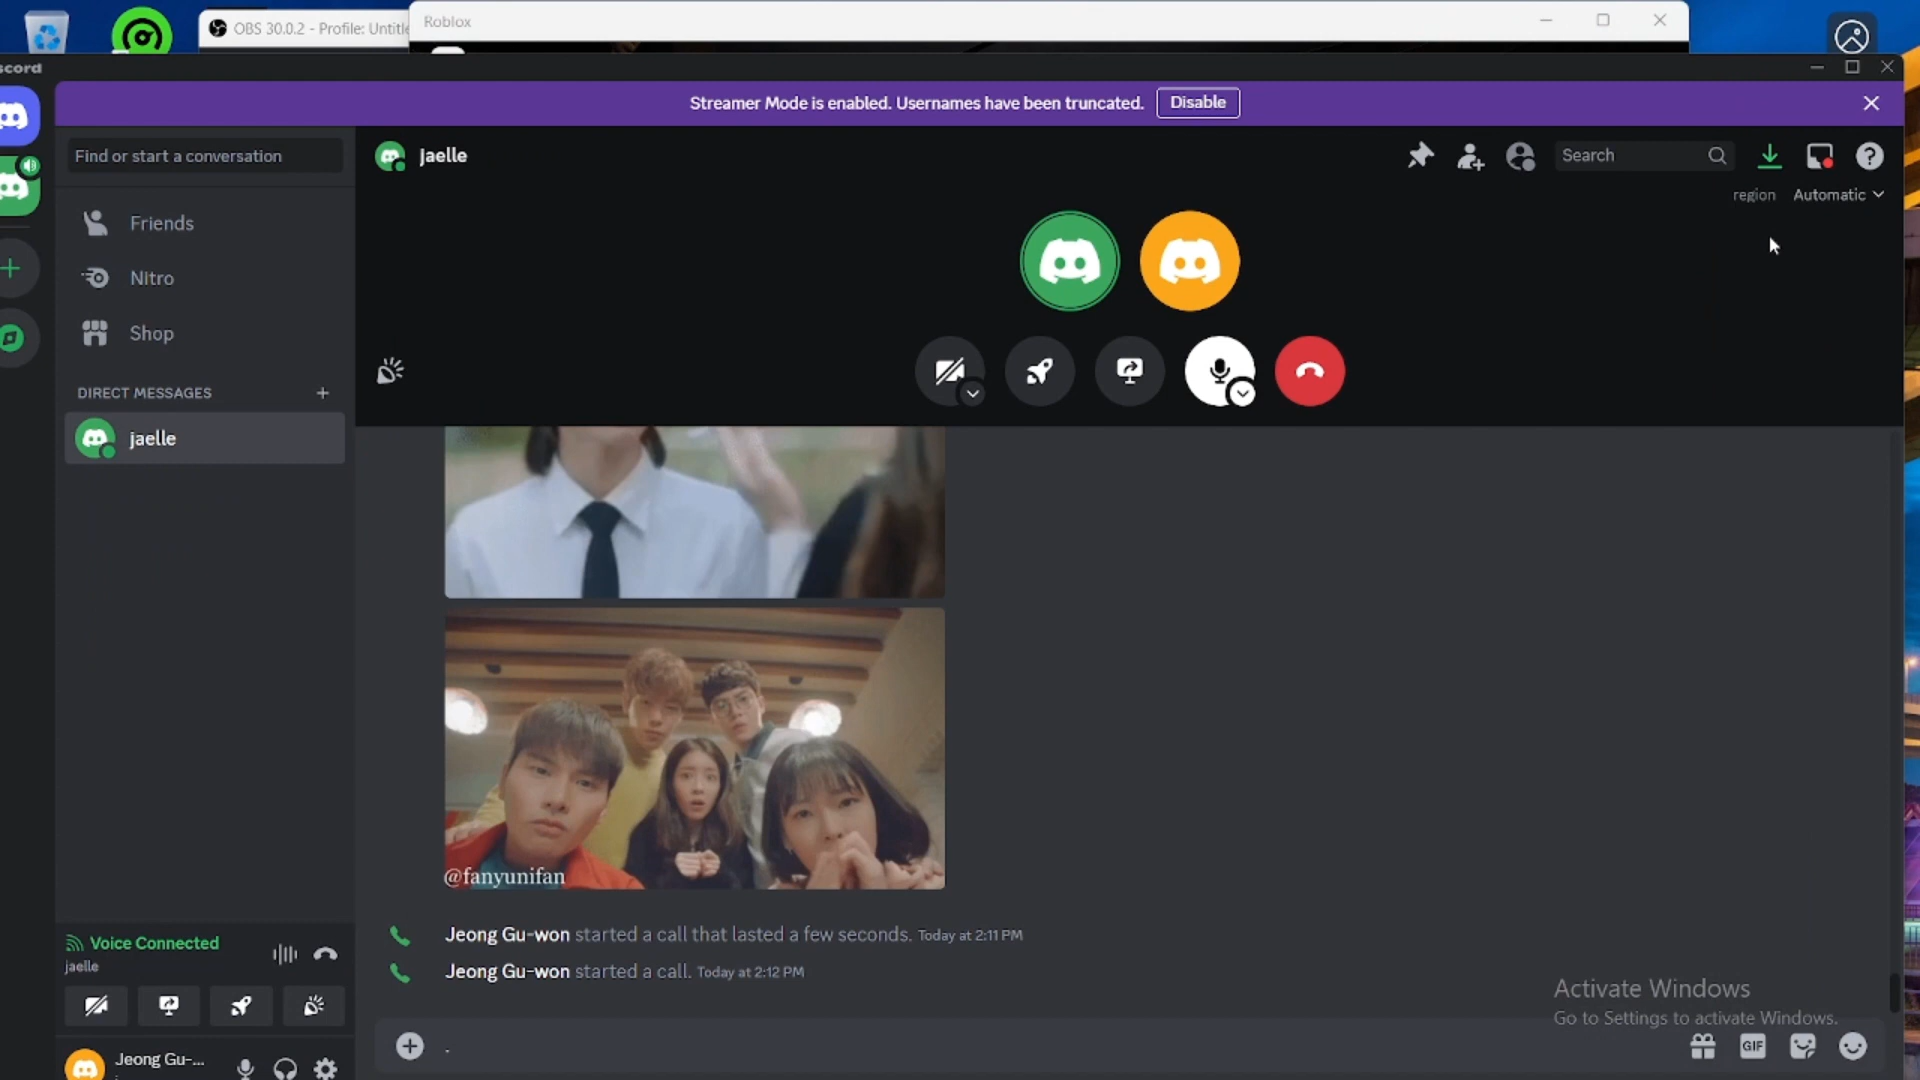 OBS 30.0.2 - Profile: Untitle
Roblox
scord
Streamer Mode is enabled. Usernames have been truncated.
Disable
Find or start a conversation
jaelle
Search
region
Automatic
Friends
Nitro
Shop
DIRECT MESSAGES
jaelle
@fanyunifan
Jeong Gu-won started a call that lasted a few seconds. Today at 2:11 PM
Jeong Gu-won started a call. Today at 2:12 PM
Voice Connected
jaelle
Activate Windows
Go to Settings to activate Windows.
Jeong Gu-...
.
GIF